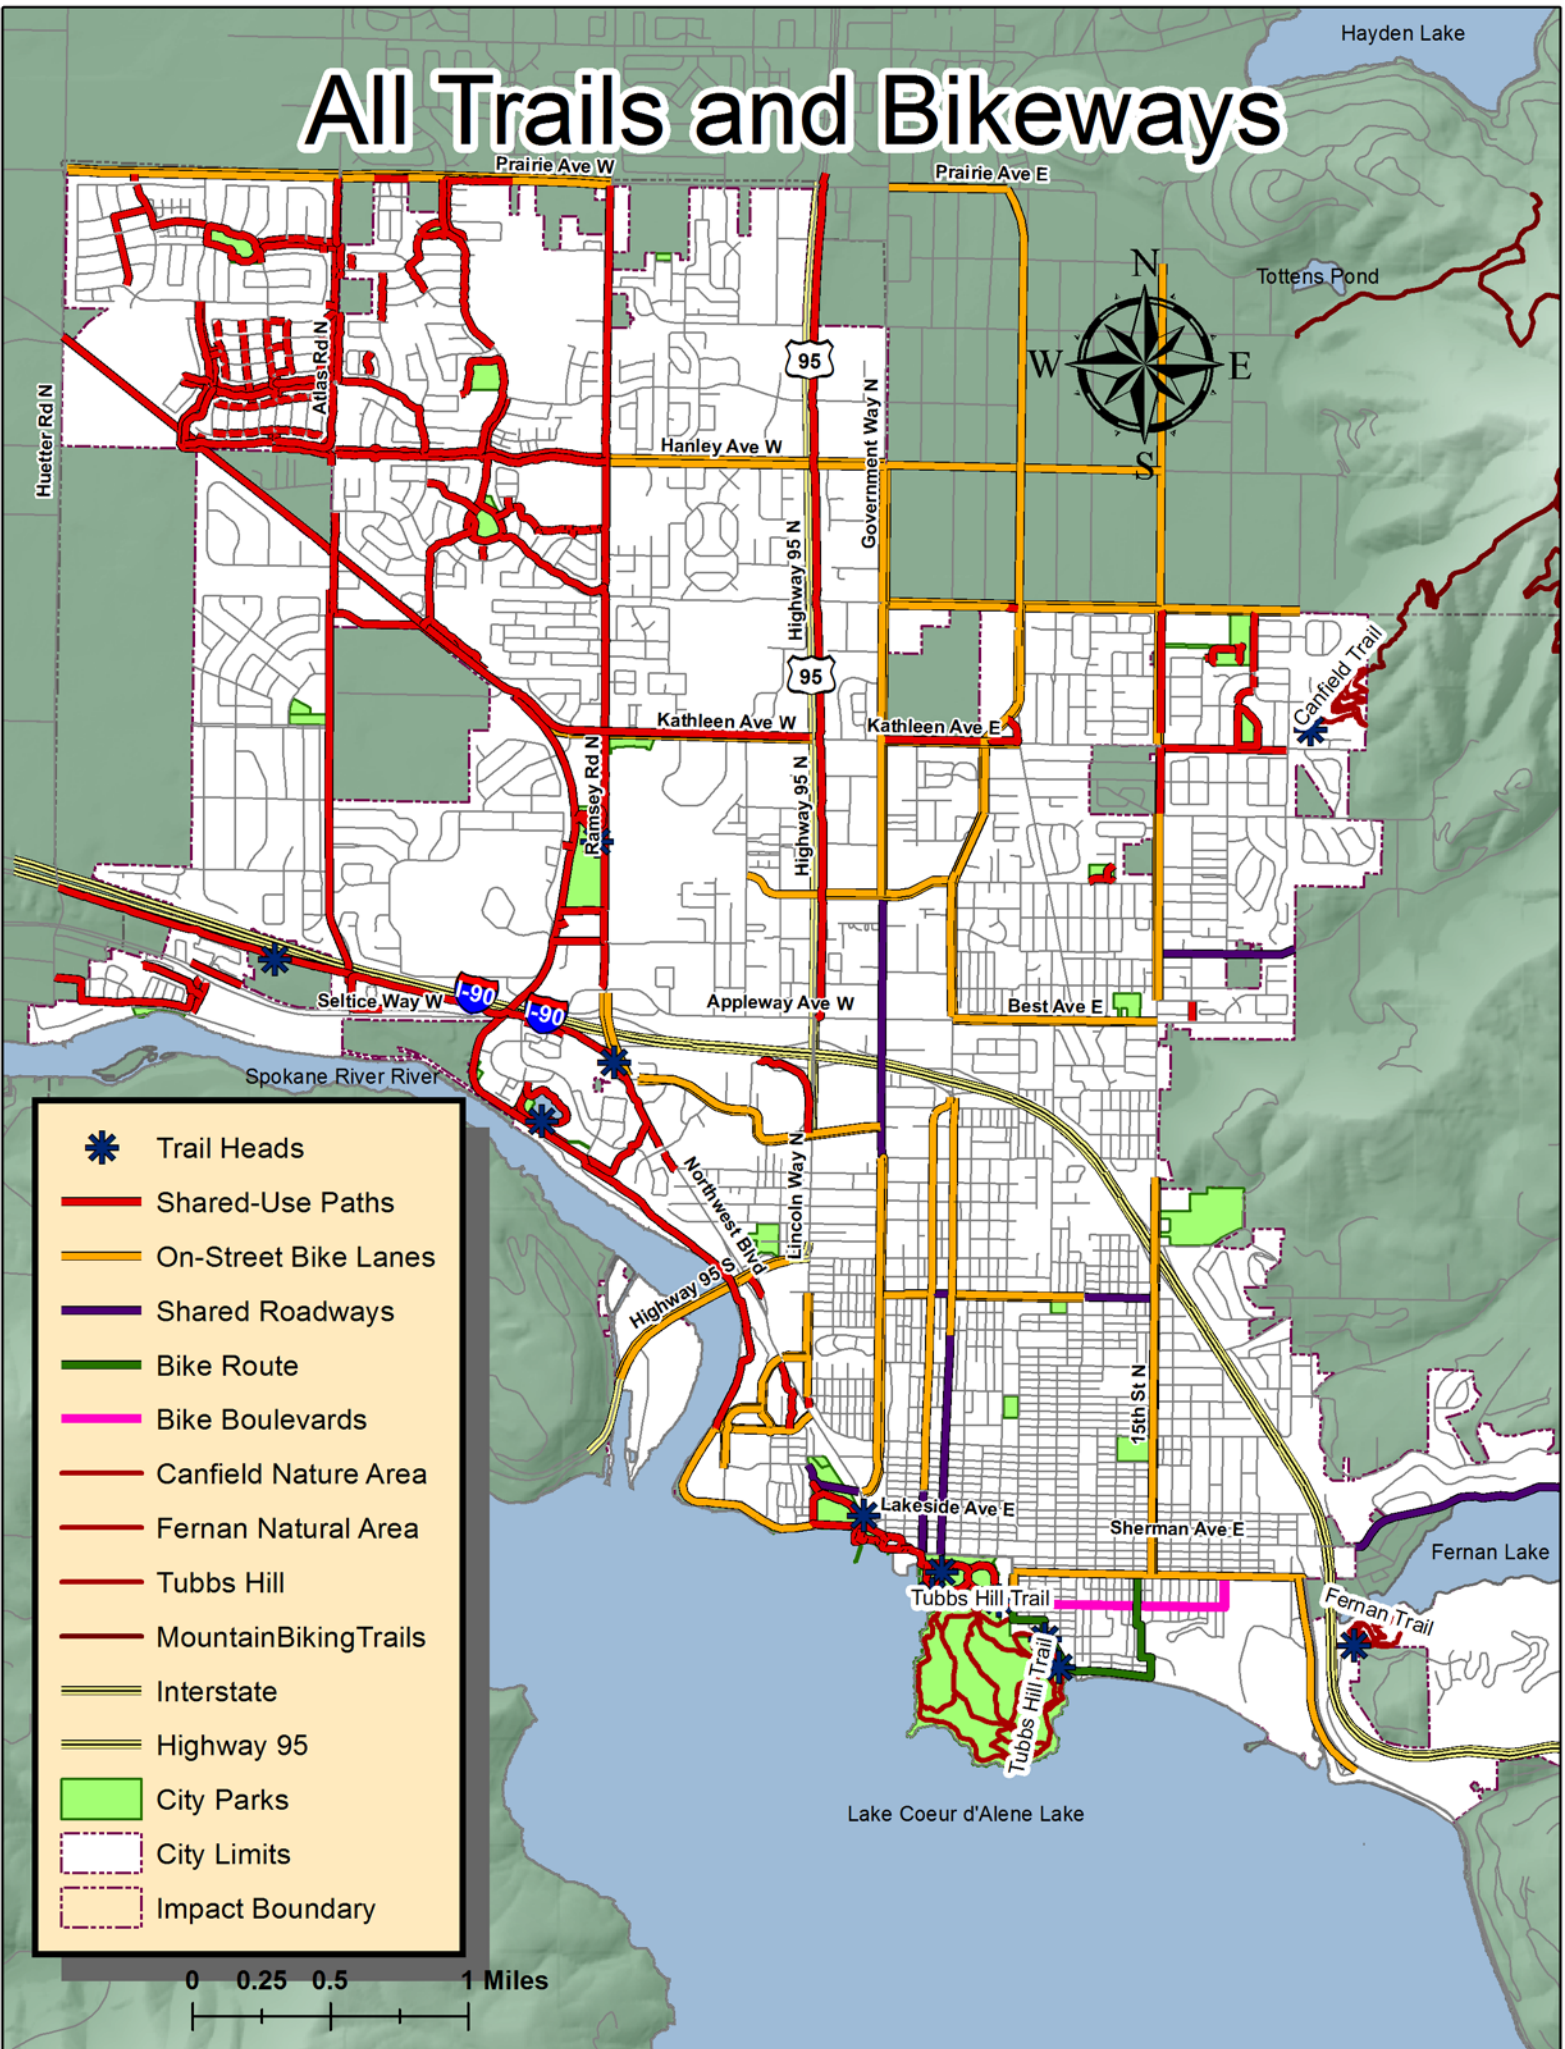 Hayden Lake
All Trails and Bikeways
Prairie Ave W
Prairie Ave E
N
Tottens Pond
W
E
S
95
Atlas Rd N
Huetter Rd N
Government Way N
Hanley Ave W
Highway 95 N
95
Canfield Trail
Kathleen Ave W
Kathleen Ave E
Ramsey Rd N
Highway 95 N
I-90
I-90
Seltice Way W
Appleway Ave W
Best Ave E
Spokane River River
Northwest Blvd
Lincoln Way N
Highway 95 S
15th St N
Lakeside Ave E
Sherman Ave E
Fernan Lake
Tubbs Hill Trail
Fernan Trail
Tubbs Hill Trail
Lake Coeur d'Alene Lake
Trail Heads
Shared-Use Paths
On-Street Bike Lanes
Shared Roadways
Bike Route
Bike Boulevards
Canfield Nature Area
Fernan Natural Area
Tubbs Hill
MountainBikingTrails
Interstate
Highway 95
City Parks
City Limits
Impact Boundary
0 0.25 0.5 1 Miles